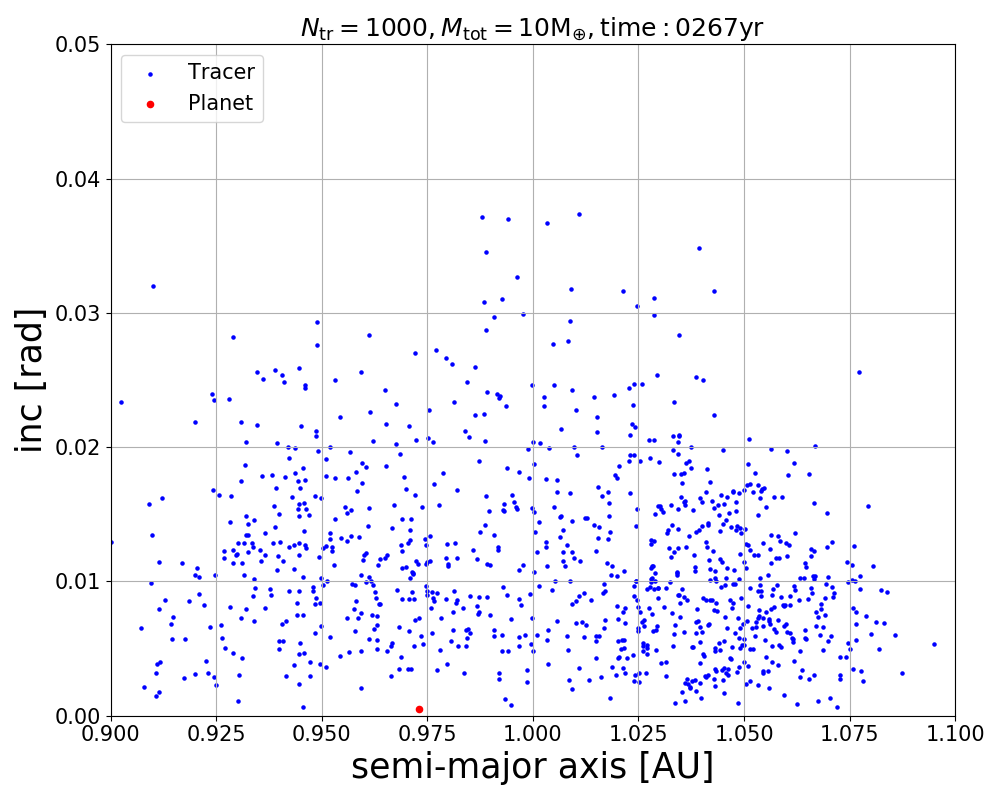 N_tr = 1000, M_tot = 10M_⊕, time : 0267yr
Tracer
Planet
0.05
0.04
0.03
0.02
0.01
0.00
inc [rad]
0.900 0.925 0.950 0.975 1.000 1.025 1.050 1.075 1.100
semi-major axis [AU]